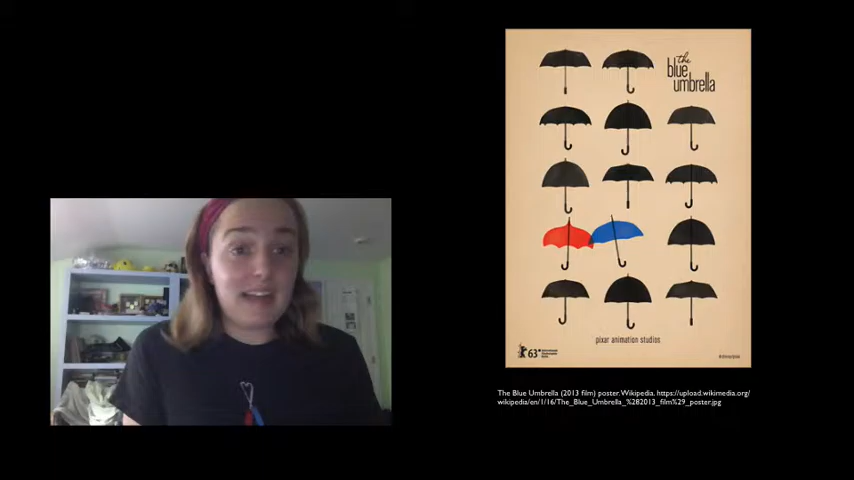 the
blue
umbrella
pixar animation studios
63
The Blue Umbrella (2013 film) poster. Wikipedia, https://upload.wikimedia.org/
wikipedia/en/1/16/The_Blue_Umbrella_%282013_film%29_poster.jpg